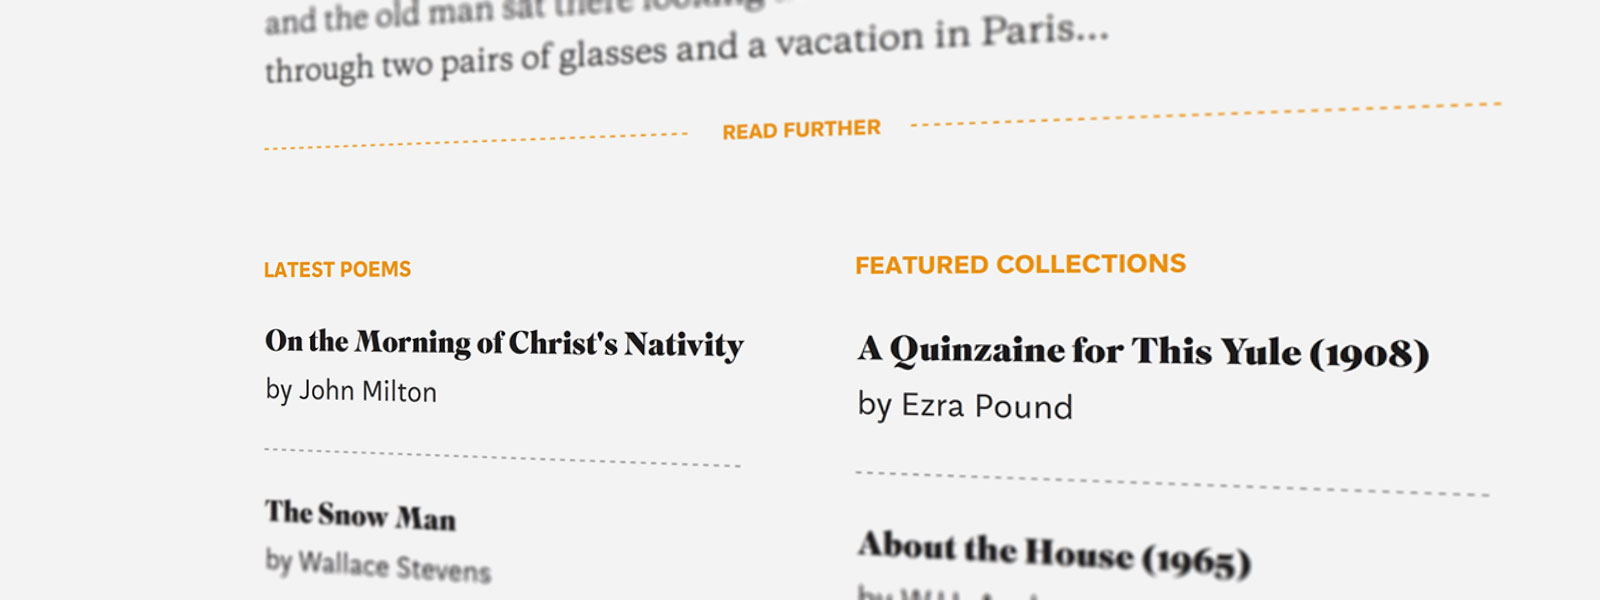 and the old man sat there looking
through two pairs of glasses and a vacation in Paris...
READ FURTHER
LATEST POEMS
On the Morning of Christ's Nativity
by John Milton
The Snow Man
by Wallace Stevens
FEATURED COLLECTIONS
A Quinzaine for This Yule (1908)
by Ezra Pound
About the House (1965)
by W.H.